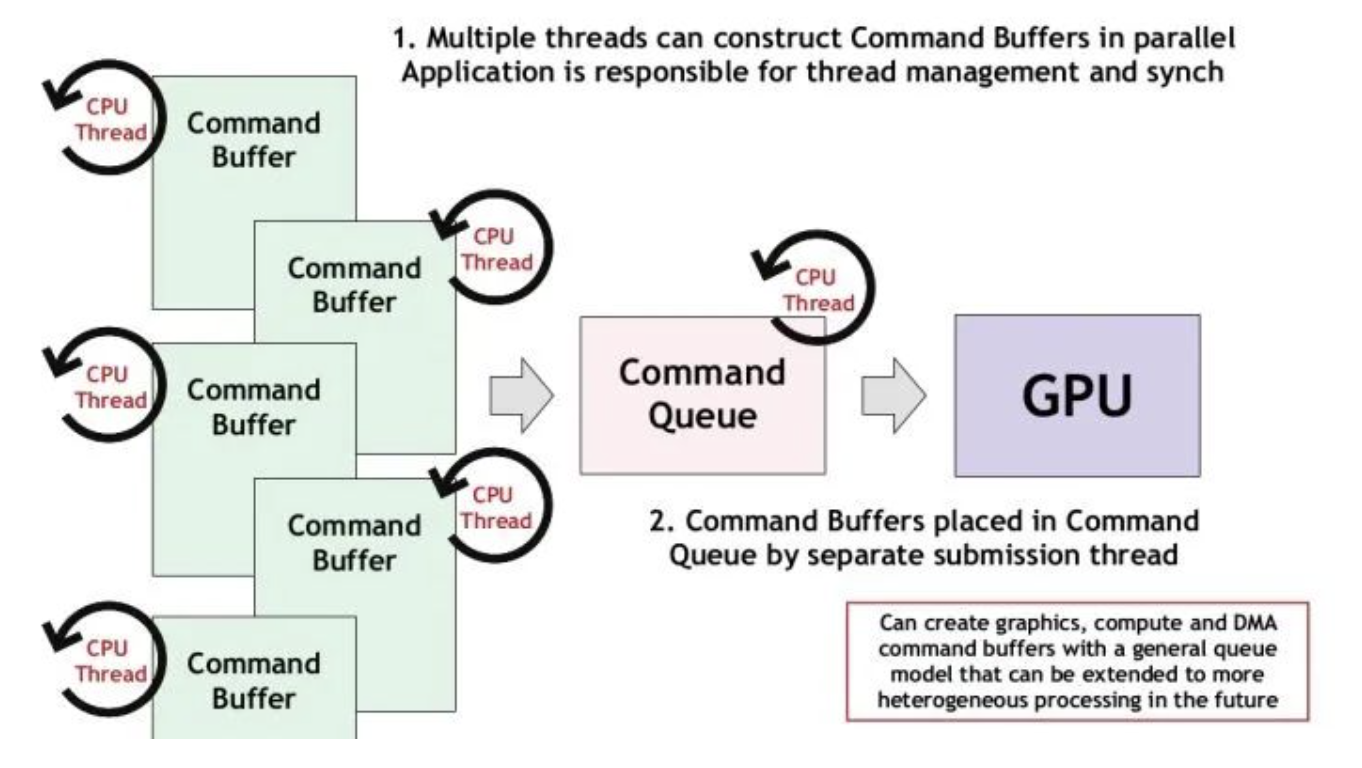 1. Multiple threads can construct Command Buffers in parallel
Application is responsible for thread management and synch
CPU
Thread
Command
Buffer
CPU
Thread
Command
Buffer
CPU
Thread
Command
Buffer
CPU
Thread
Command
Buffer
CPU
Thread
Command
Buffer
CPU
Thread
Command
Queue
GPU
2. Command Buffers placed in Command
Queue by separate submission thread
Can create graphics, compute and DMA
command buffers with a general queue
model that can be extended to more
heterogeneous processing in the future